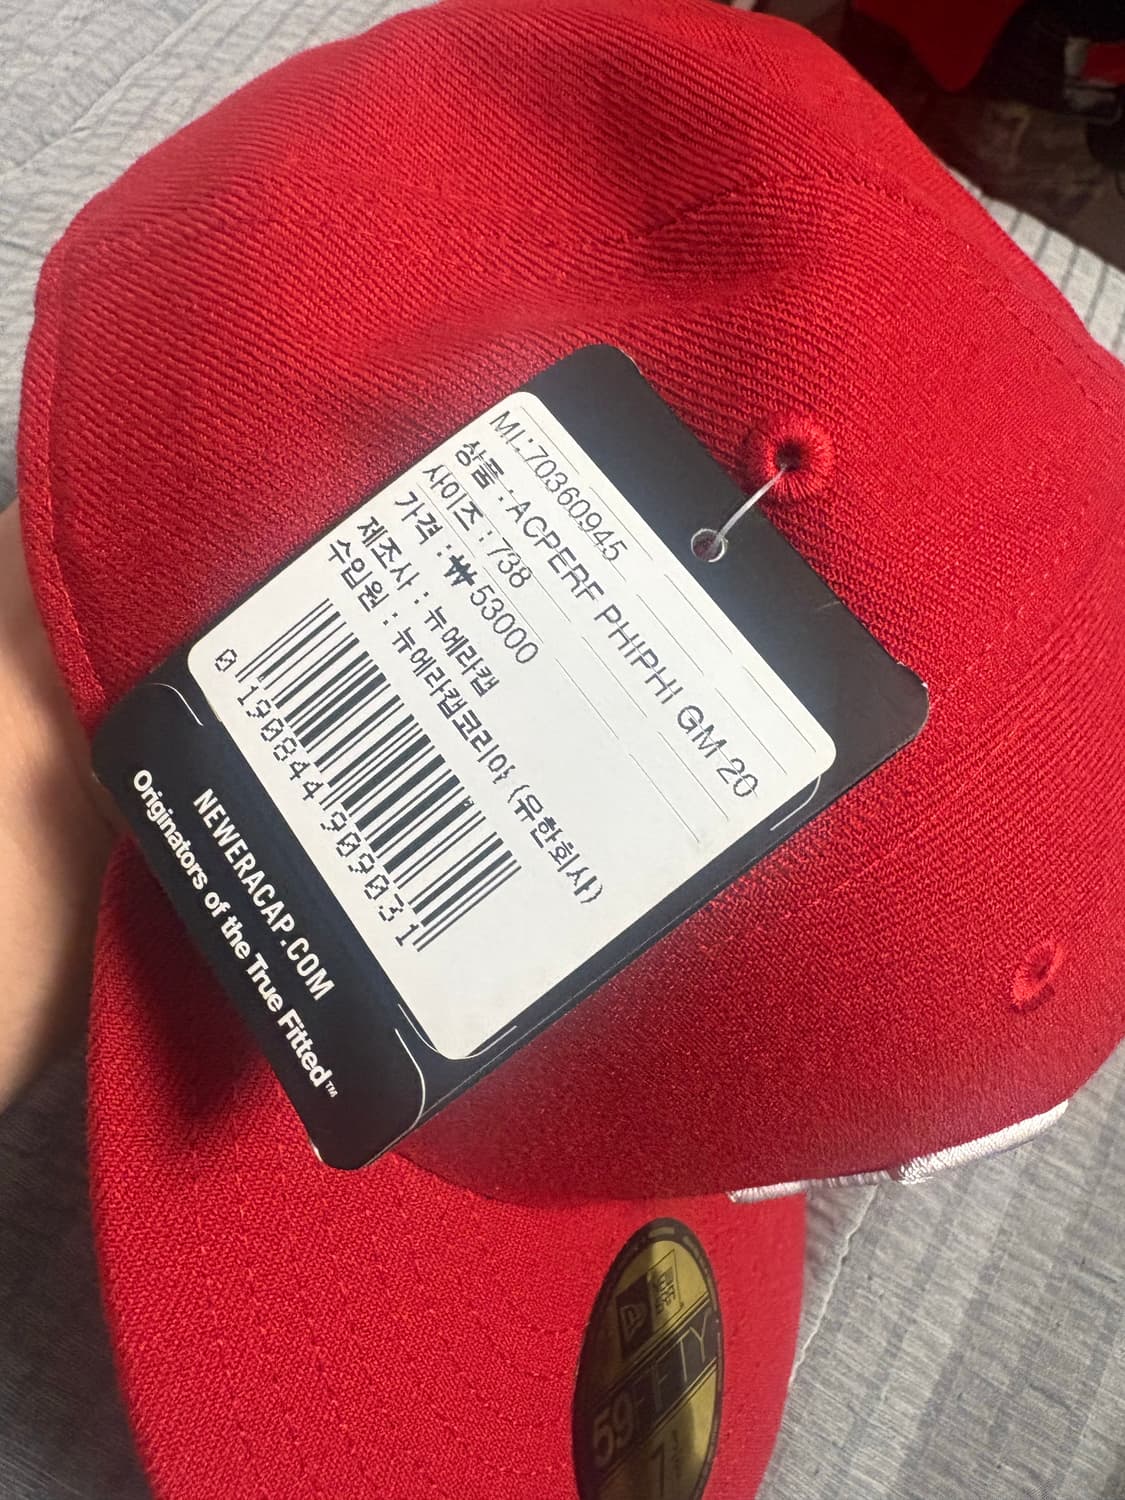 ML:70360945
상품 : ACPERF PHIPHI GM 20
사이즈 : 738
가격 : ₩ 53000
제조사 : 뉴에라캡
수입원 : 뉴에라캡코리아 (유한회사)
0 190844 909031
NEWERACAP.COM
Originators of the True Fitted™
59FIFTY